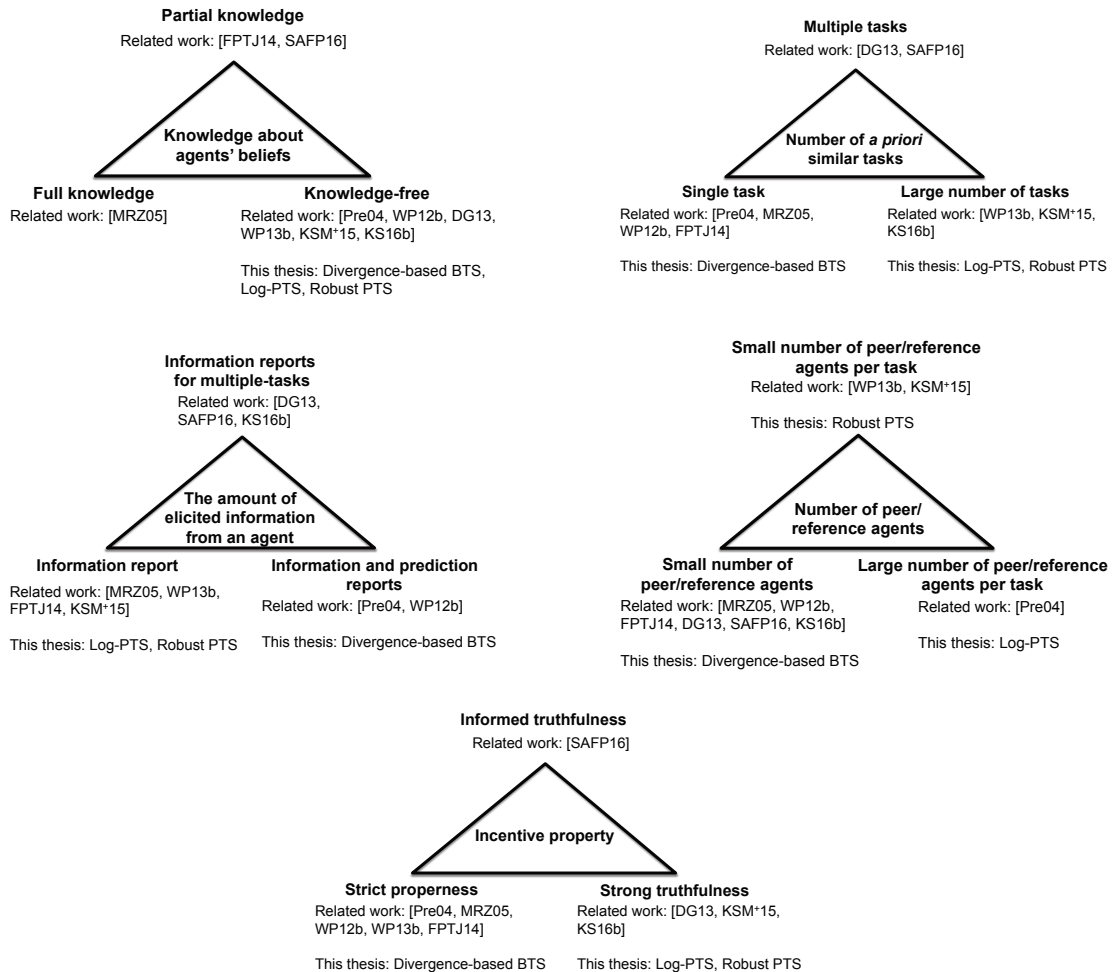 Partial knowledge
Related work: [FPTJ14, SAFP16]
Knowledge about
agents' beliefs
Full knowledge
Related work: [MRZ05]
Knowledge-free
Related work: [Pre04, WP12b, DG13,
WP13b, KSM+15, KS16b]
This thesis: Divergence-based BTS,
Log-PTS, Robust PTS
Multiple tasks
Related work: [DG13, SAFP16]
Number of a priori
similar tasks
Single task
Related work: [Pre04, MRZ05,
WP12b, FPTJ14]
This thesis: Divergence-based BTS
Large number of tasks
Related work: [WP13b, KSM+15,
KS16b]
This thesis: Log-PTS, Robust PTS
Information reports
for multiple-tasks
Related work: [DG13,
SAFP16, KS16b]
The amount of
elicited information
from an agent
Information report
Related work: [MRZ05, WP13b,
FPTJ14, KSM+15]
This thesis: Log-PTS, Robust PTS
Information and prediction
reports
Related work: [Pre04, WP12b]
This thesis: Divergence-based BTS
Small number of peer/reference
agents per task
Related work: [WP13b, KSM+15]
This thesis: Robust PTS
Number of peer/
reference agents
Small number of
peer/reference agents
Related work: [MRZ05, WP12b,
FPTJ14, DG13, SAFP16, KS16b]
This thesis: Divergence-based BTS
Large number of peer/reference
agents per task
Related work: [Pre04]
This thesis: Log-PTS
Informed truthfulness
Related work: [SAFP16]
Incentive property
Strict properness
Related work: [Pre04, MRZ05,
WP12b, WP13b, FPTJ14]
This thesis: Divergence-based BTS
Strong truthfulness
Related work: [DG13, KSM+15,
KS16b]
This thesis: Log-PTS, Robust PTS